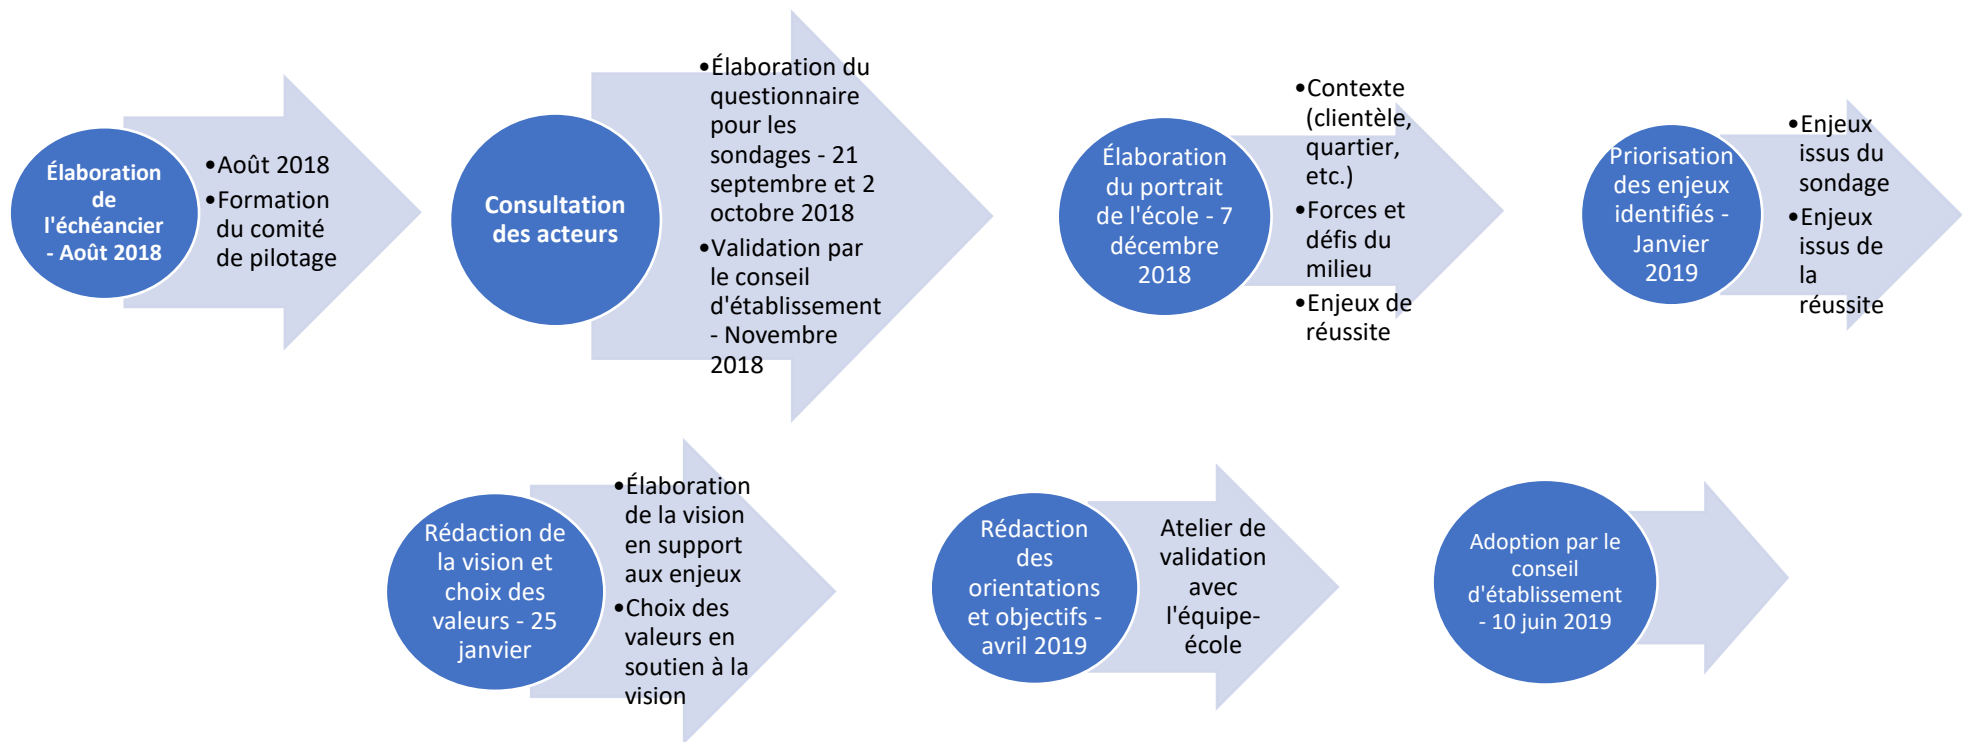 Élaboration
de
l'échéancier
- Août 2018
•Août 2018
•Formation
du comité
de pilotage
Consultation
des acteurs
•Élaboration du
questionnaire
pour les
sondages - 21
septembre et 2
octobre 2018
•Validation par
le conseil
d'établissement
- Novembre
2018
Élaboration
du portrait
de l'école - 7
décembre
2018
•Contexte
(clientèle,
quartier,
etc.)
•Forces et
défis du
milieu
•Enjeux de
réussite
Priorisation
des enjeux
identifiés -
Janvier
2019
•Enjeux
issus du
sondage
•Enjeux
issus de
la
réussite
Rédaction de
la vision et
choix des
valeurs - 25
janvier
•Élaboration
de la vision
en support
aux enjeux
•Choix des
valeurs en
soutien à la
vision
Rédaction
des
orientations
et objectifs -
avril 2019
Atelier de
validation
avec
l'équipe-
école
Adoption par le
conseil
d'établissement
- 10 juin 2019